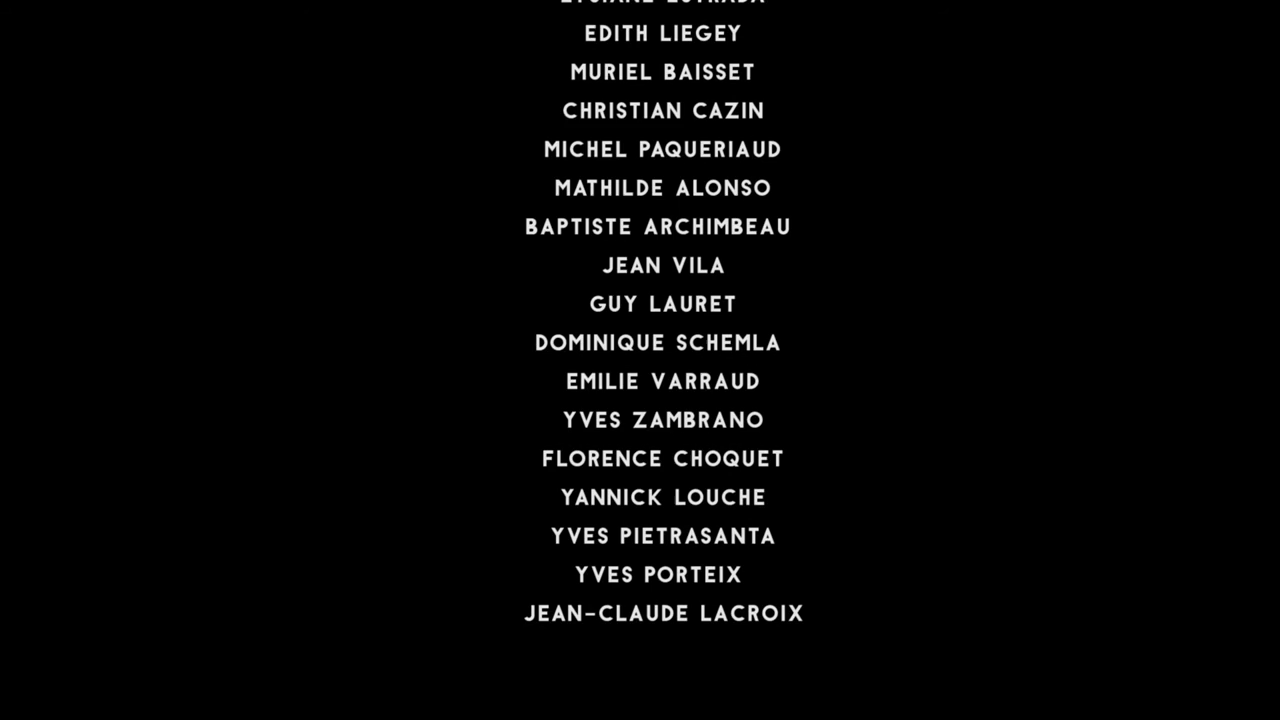 EDITH LIEGEY
MURIEL BAISSET
CHRISTIAN CAZIN
MICHEL PAQUERIAUD
MATHILDE ALONSO
BAPTISTE ARCHIMBEAU
JEAN VILA
GUY LAURET
DOMINIQUE SCHEMLA
EMILIE VARRAUD
YVES ZAMBRANO
FLORENCE CHOQUET
YANNICK LOUCHE
YVES PIETRASANTA
YVES PORTEIX
JEAN-CLAUDE LACROIX